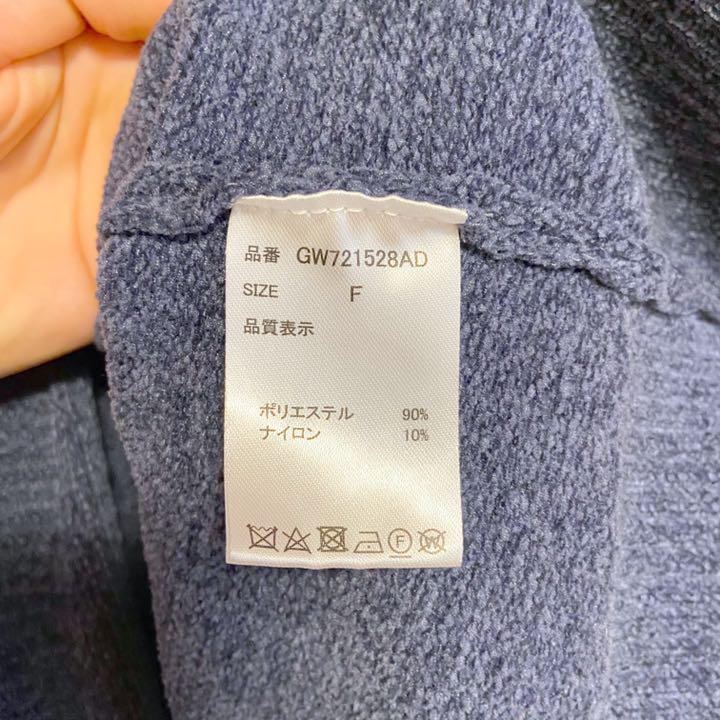 品番 GW721528AD
SIZE F
品質表示
ポリエステル 90%
ナイロン 10%
F W